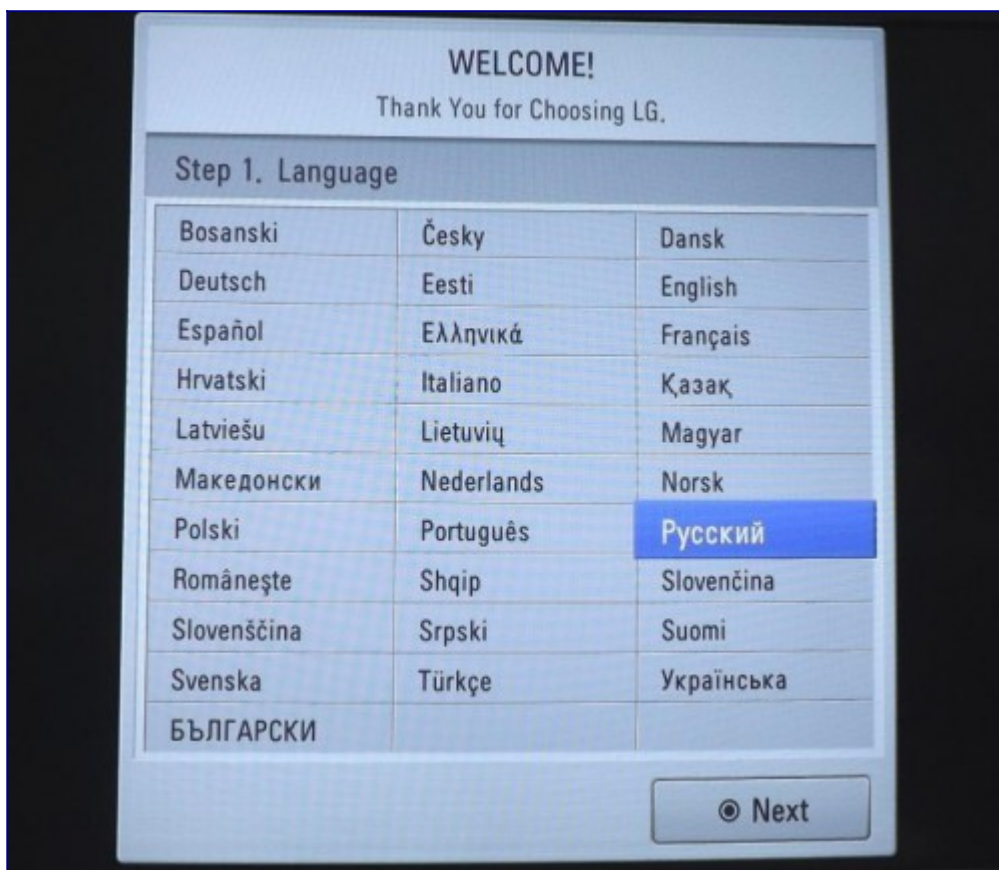 WELCOME!
Thank You for Choosing LG.
Step 1. Language
Bosanski Česky Dansk
Deutsch Eesti English
Español Ελληνικά Français
Hrvatski Italiano Қазақ
Latviešu Lietuvių Magyar
Македонски Nederlands Norsk
Polski Português Русский
Româneşte Shqip Slovenčina
Slovenščina Srpski Suomi
Svenska Türkçe Українська
БЪЛГАРСКИ
Next